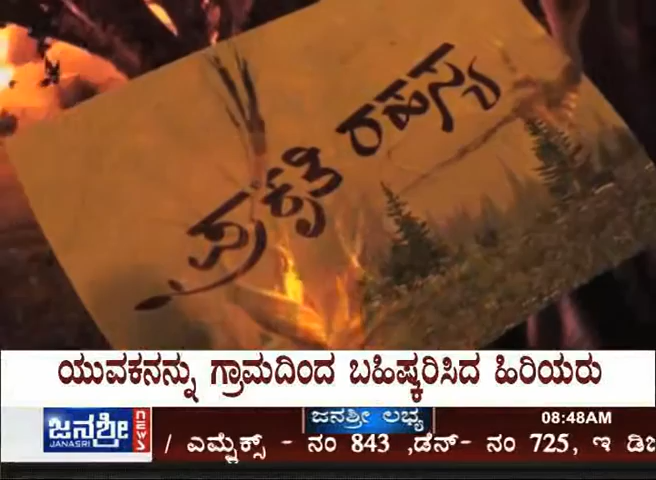 ಪ್ರಕೃತಿ ರಹಸ್ಯ
ಯುವಕನನ್ನು ಗ್ರಾಮದಿಂದ ಬಹಿಷ್ಕರಿಸಿದ ಹಿರಿಯರು
ಜನಶ್ರೀ ಲಭ್ಯ
08:48AM
ಜನಶ್ರೀ
JANASRI
NEWS
/ ಎಮ್ನೆಕ್ಸ್ - ನಂ 843 ,ಡೆನ್- ನಂ 725, ಇ ಡಿಜ